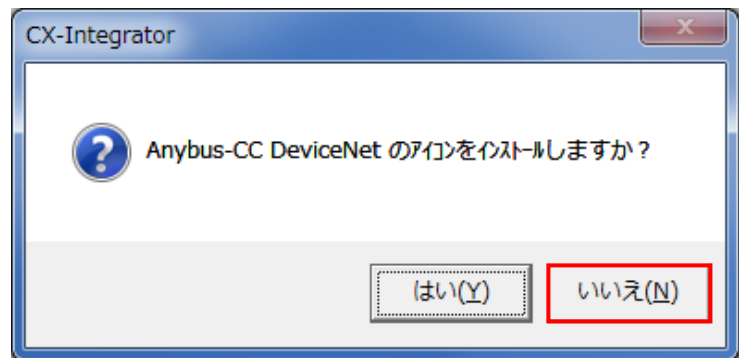 CX-Integrator
Anybus-CC DeviceNet のｱｲｺﾝをｲﾝｽﾄｰﾙしますか？
はい(Y)
いいえ(N)